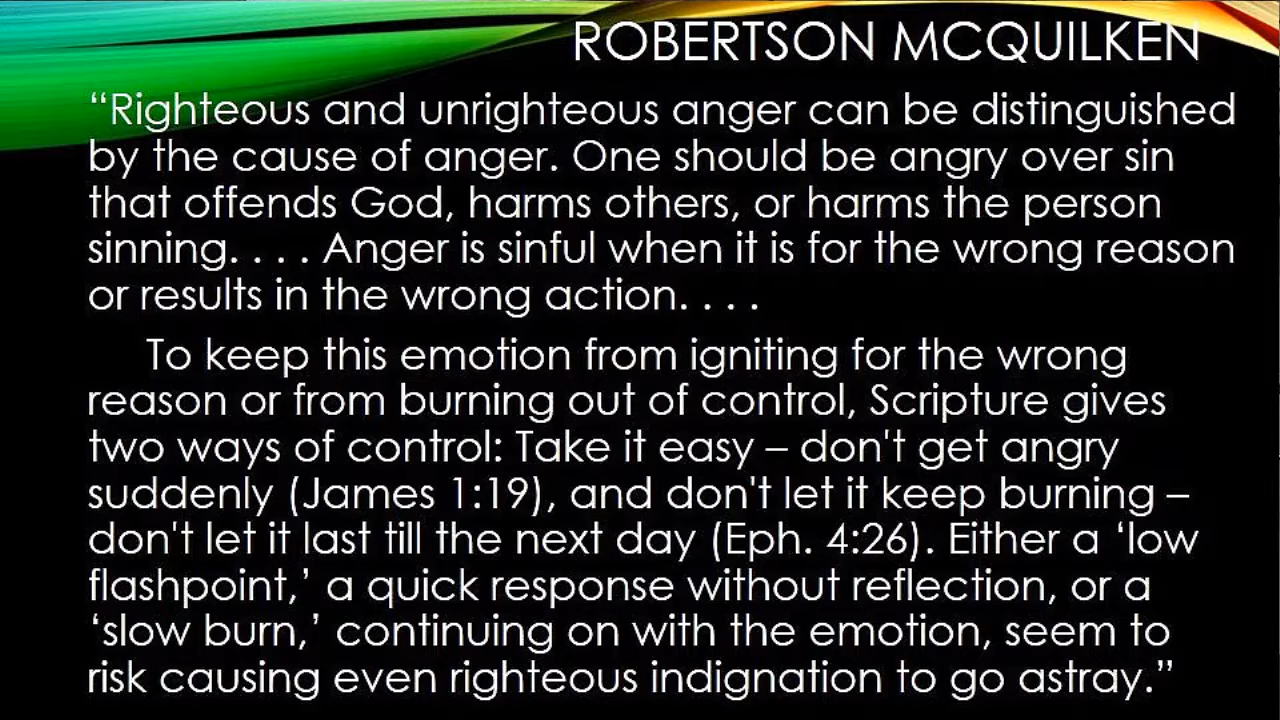 ROBERTSON MCQUILKEN
“Righteous and unrighteous anger can be distinguished
by the cause of anger. One should be angry over sin
that offends God, harms others, or harms the person
sinning. . . . Anger is sinful when it is for the wrong reason
or results in the wrong action. . . .
To keep this emotion from igniting for the wrong
reason or from burning out of control, Scripture gives
two ways of control: Take it easy – don't get angry
suddenly (James 1:19), and don't let it keep burning –
don't let it last till the next day (Eph. 4:26). Either a ‘low
flashpoint,’ a quick response without reflection, or a
‘slow burn,’ continuing on with the emotion, seem to
risk causing even righteous indignation to go astray.”